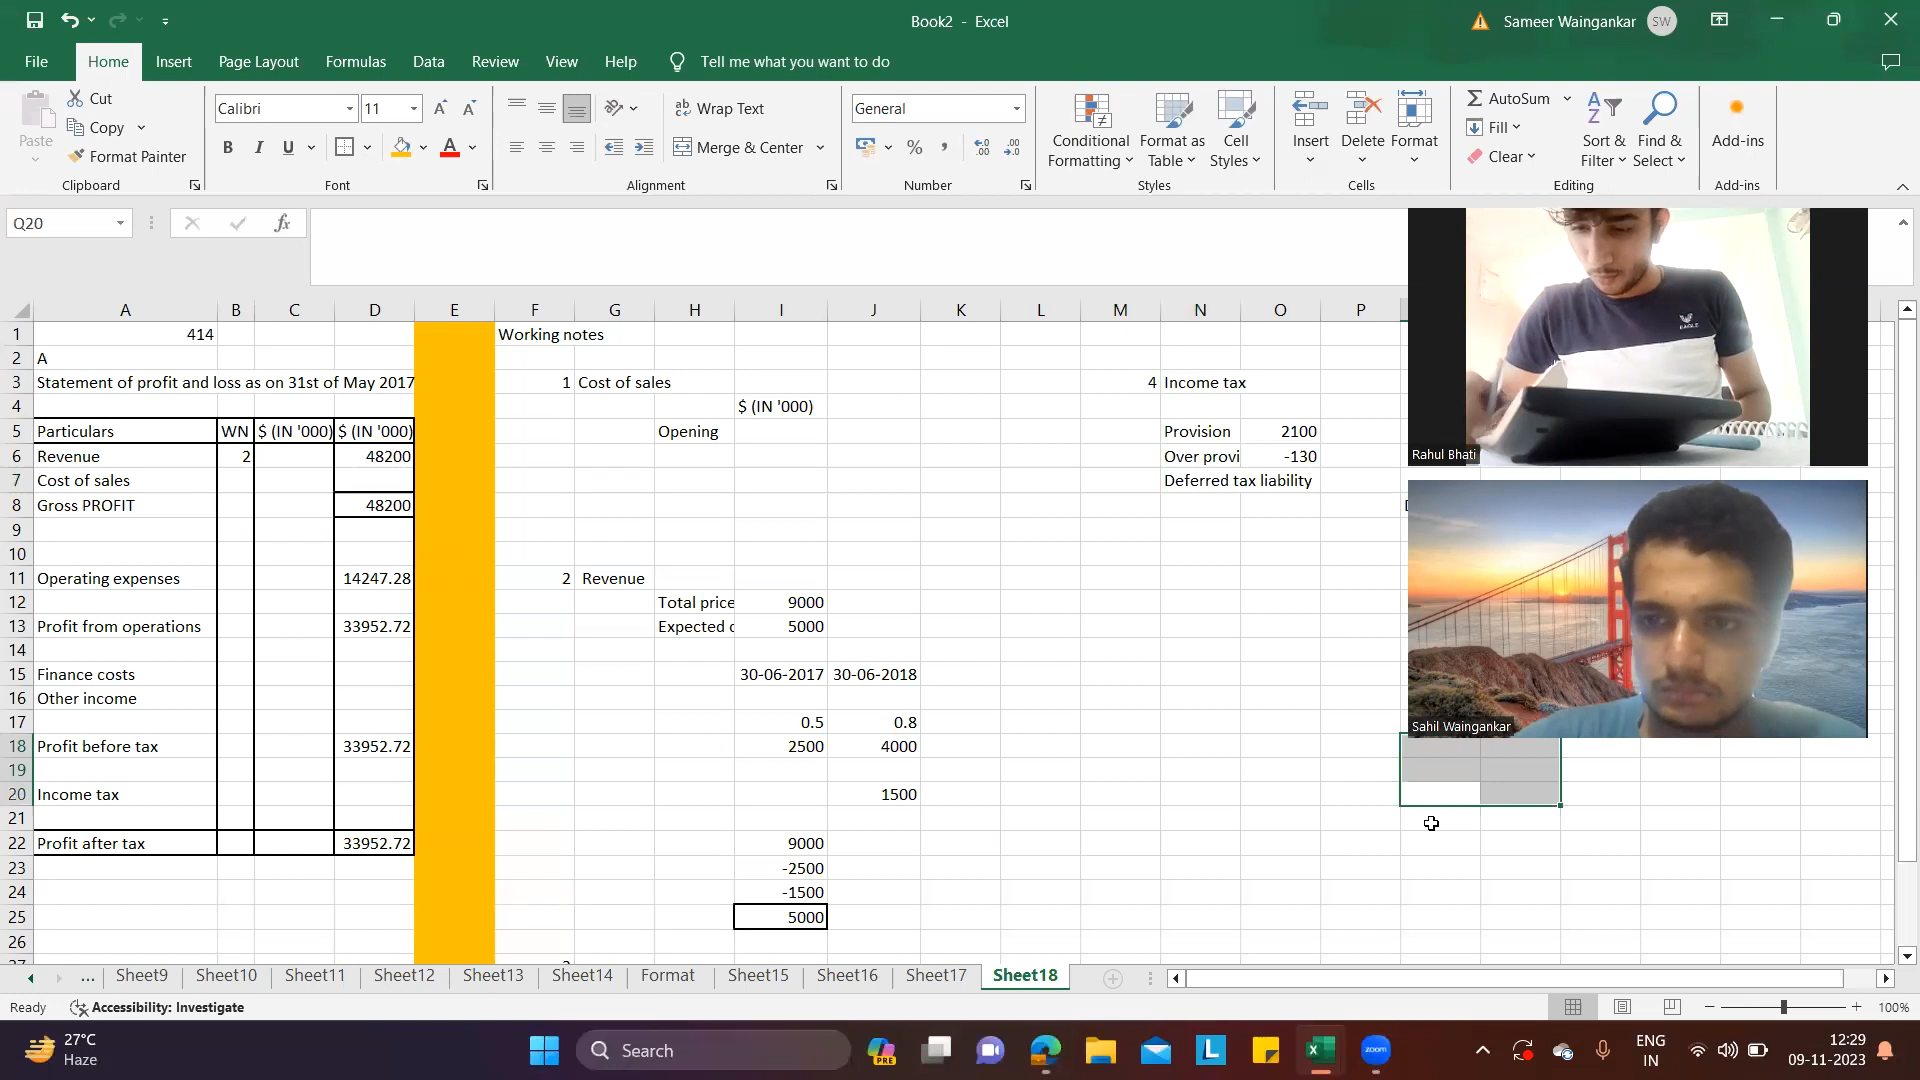 Book2 - Excel
Sameer Waingankar SW
File Home Insert Page Layout Formulas Data Review View Help Tell me what you want to do
Paste
Cut
Copy
Format Painter
Clipboard
Calibri 11
B I U A
Font
Wrap Text
Merge & Center
Alignment
General
%
Number
Conditional Formatting
Format as Table
Cell Styles
Styles
Insert Delete Format
Cells
AutoSum
Fill
Clear
Sort & Filter
Find & Select
Editing
Add-ins
Add-ins
Q20 fx
A B C D E F G H I J K L M N O P
1 414 Working notes
2 A
3 Statement of profit and loss as on 31st of May 2017 1 Cost of sales 4 Income tax
4 $ (IN '000)
5 Particulars WN $ (IN '000) $ (IN '000) Opening Provision 2100
6 Revenue 2 48200 Over provi -130
7 Cost of sales Deferred tax liability
8 Gross PROFIT 48200
9
10
11 Operating expenses 14247.28 2 Revenue
12 Total price 9000
13 Profit from operations 33952.72 Expected 5000
14
15 Finance costs 30-06-2017 30-06-2018
16 Other income
17 0.5 0.8
18 Profit before tax 33952.72 2500 4000
19
20 Income tax 1500
21
22 Profit after tax 33952.72 9000
23 -2500
24 -1500
25 5000
26
EAGLE
Rahul Bhati
Sahil Waingankar
... Sheet9 Sheet10 Sheet11 Sheet12 Sheet13 Sheet14 Format Sheet15 Sheet16 Sheet17 Sheet18
Ready Accessibility: Investigate 100%
27°C
Haze
Search
PRE
L
zoom
ENG
IN
12:29
09-11-2023